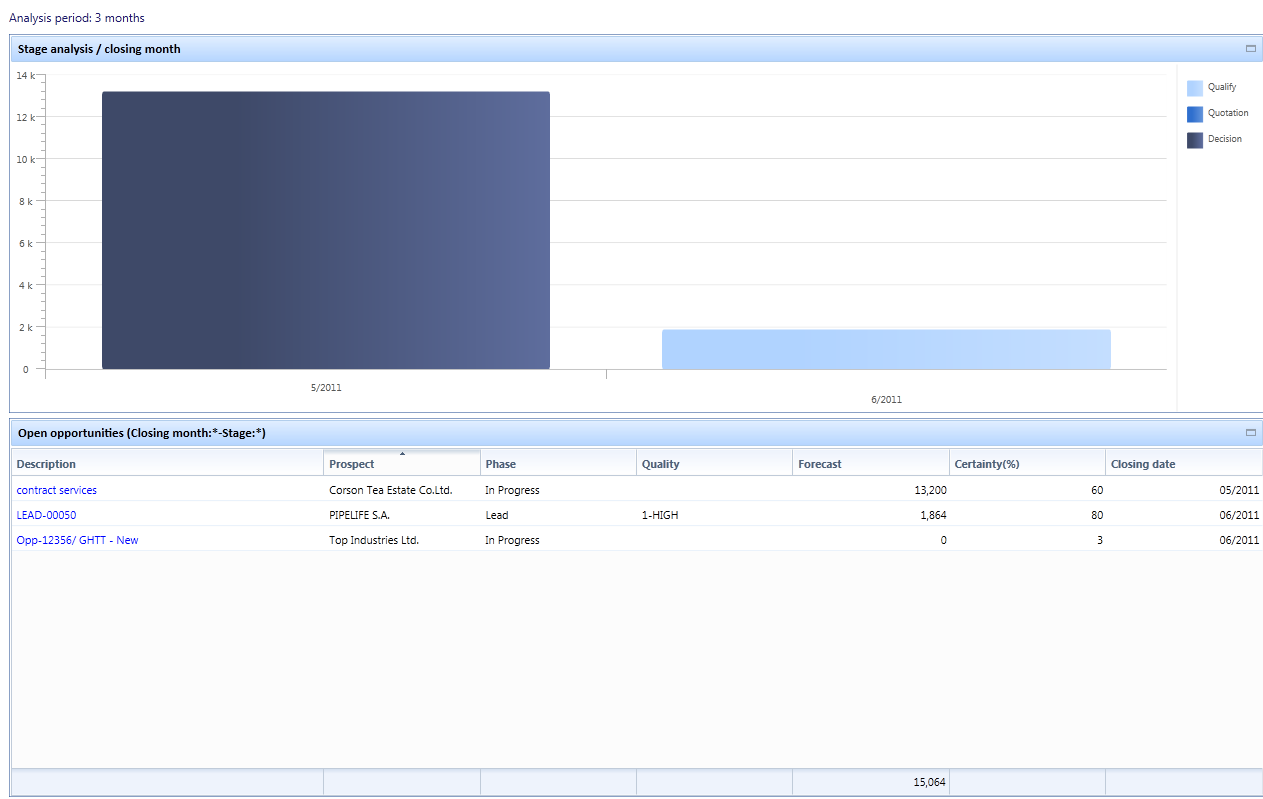 Analysis period: 3 months
Stage analysis / closing month
14 k
12 k
10 k
8 k
6 k
4 k
2 k
0
5/2011
6/2011
Qualify
Quotation
Decision
Open opportunities (Closing month:*-Stage:*)
Description Prospect Phase Quality Forecast Certainty(%) Closing date
contract services Corson Tea Estate Co.Ltd. In Progress 13,200 60 05/2011
LEAD-00050 PIPELIFE S.A. Lead 1-HIGH 1,864 80 06/2011
Opp-12356/ GHTT - New Top Industries Ltd. In Progress 0 3 06/2011
15,064